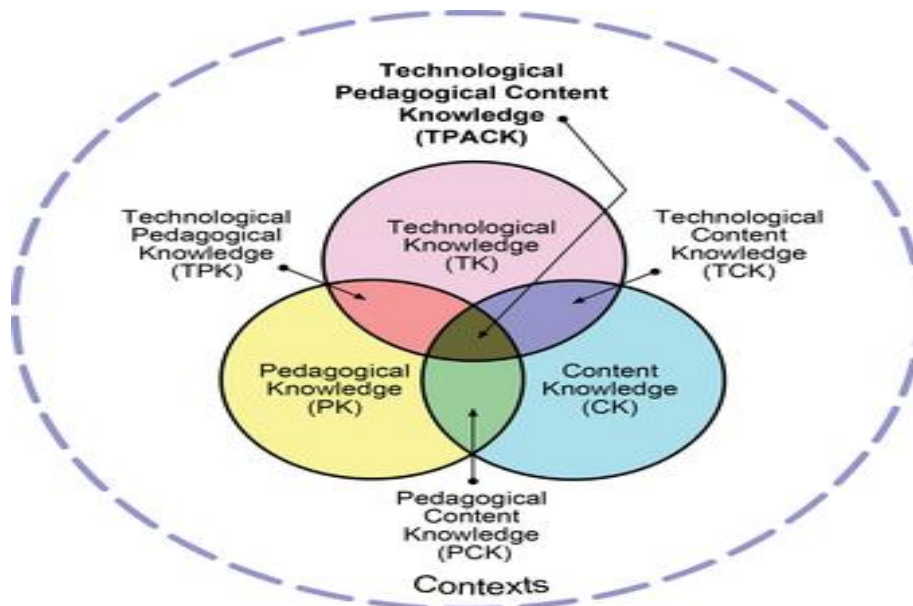 Technological
Pedagogical Content
Knowledge
(TPACK)
Technological
Pedagogical
Knowledge
(TPK)
Technological
Knowledge
(TK)
Technological
Content
Knowledge
(TCK)
Pedagogical
Knowledge
(PK)
Content
Knowledge
(CK)
Pedagogical
Content
Knowledge
(PCK)
Contexts